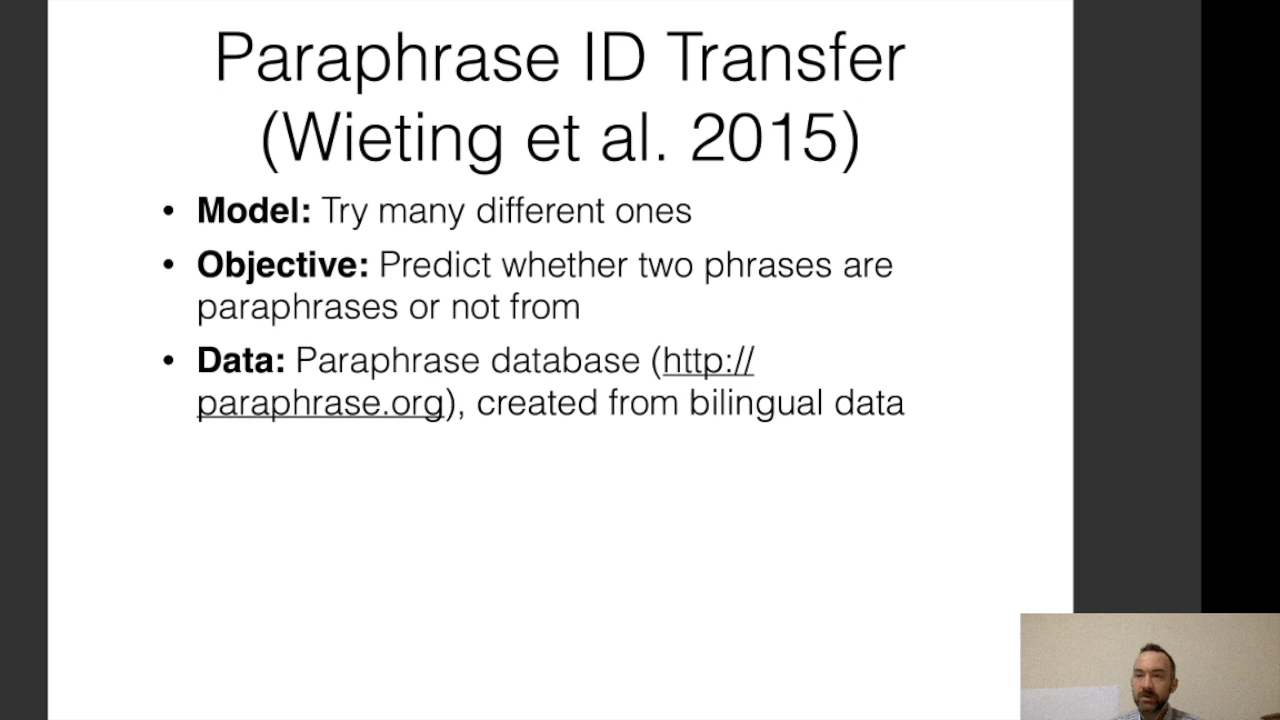 Paraphrase ID Transfer
(Wieting et al. 2015)
• Model: Try many different ones
• Objective: Predict whether two phrases are
paraphrases or not from
• Data: Paraphrase database (http://
paraphrase.org), created from bilingual data